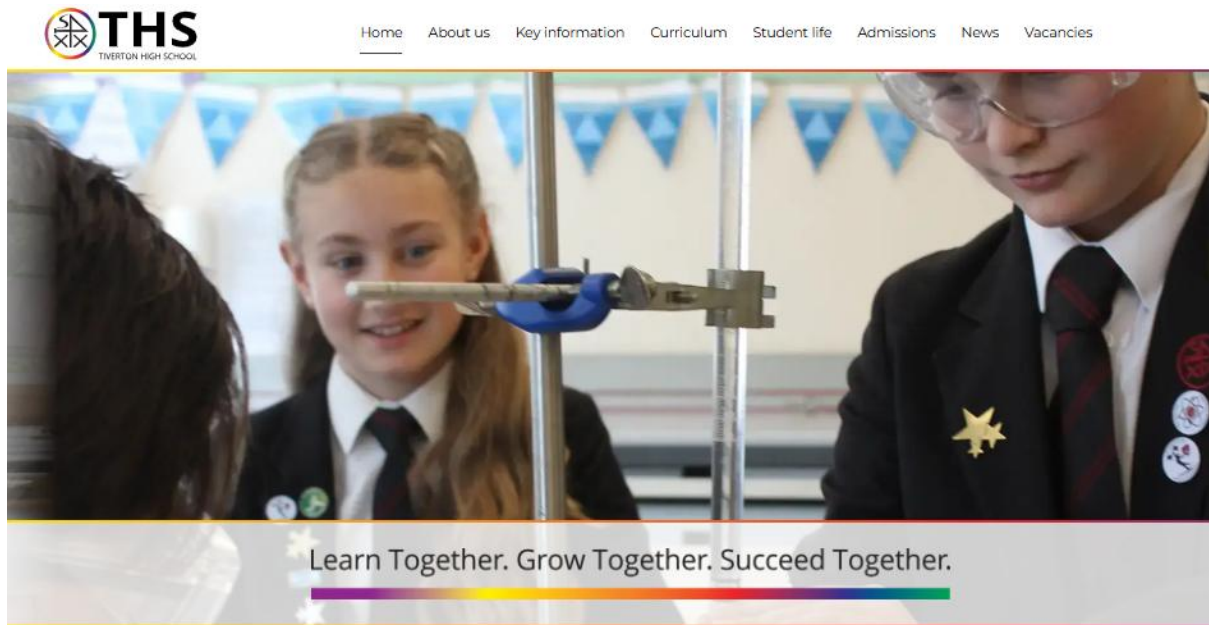 THS
TIVERTON HIGH SCHOOL
Home About us Key information Curriculum Student life Admissions News Vacancies
Learn Together. Grow Together. Succeed Together.